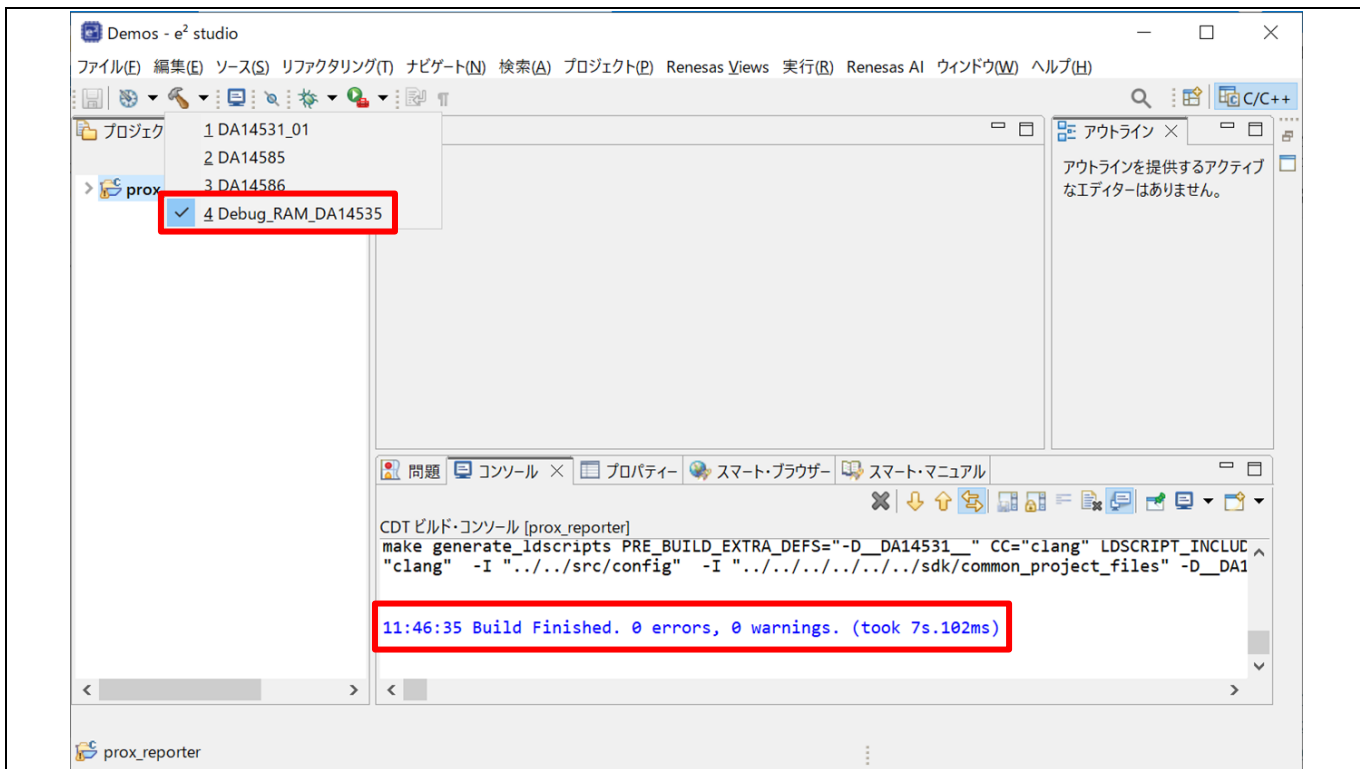 Demos - e² studio
ファイル(F) 編集(E) ソース(S) リファクタリング(T) ナビゲート(N) 検索(A) プロジェクト(P) Renesas Views 実行(R) Renesas AI ウィンドウ(W) ヘルプ(H)
C/C++
プロジェク
1 DA14531_01
2 DA14585
3 DA14586
4 Debug_RAM_DA14535
prox
アウトライン
アウトラインを提供するアクティブ
なエディターはありません。
問題 コンソール プロパティー スマート・ブラウザー スマート・マニュアル
CDT ビルド・コンソール [prox_reporter]
make generate_ldscripts PRE_BUILD_EXTRA_DEFS="-D__DA14531__" CC="clang" LDSCRIPT_INCLUD
"clang" -I "../../src/config" -I "../../../../../../sdk/common_project_files" -D__DA1
11:46:35 Build Finished. 0 errors, 0 warnings. (took 7s.102ms)
prox_reporter